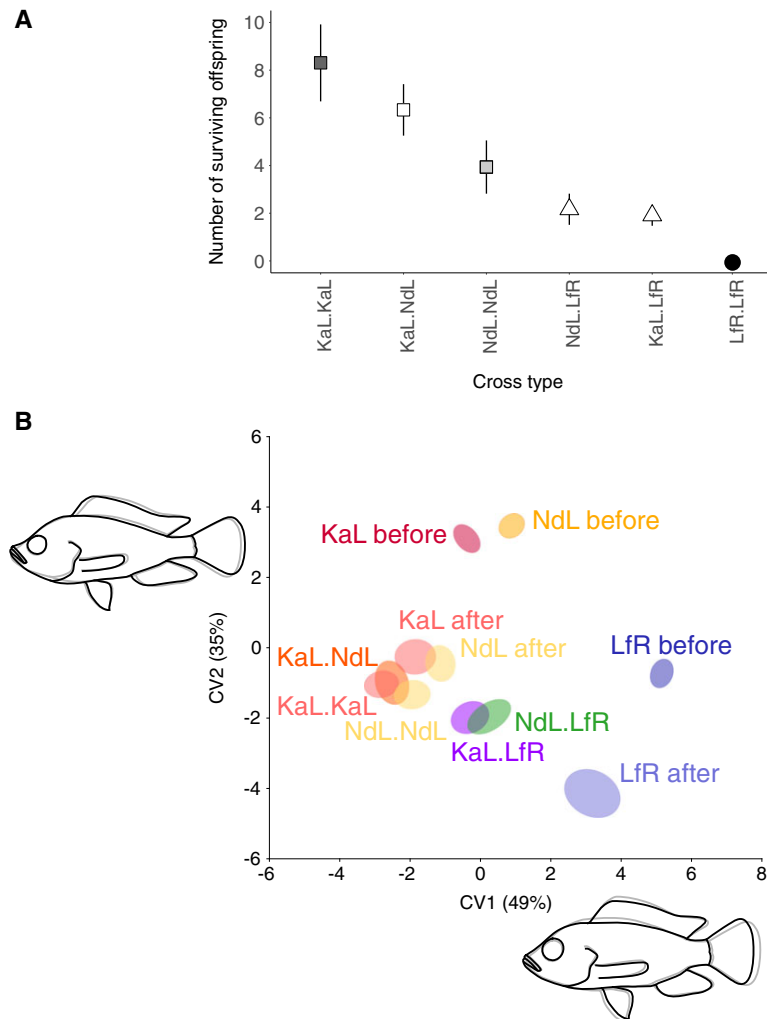 A
Number of surviving offspring
10
8
6
4
2
0
KaL.KaL
KaL.NdL
NdL.NdL
NdL.LfR
KaL.LfR
LfR.LfR
Cross type
B
CV2 (35%)
6
4
2
0
-2
-4
-6
KaL before
NdL before
KaL after
NdL after
LfR before
KaL.NdL
KaL.KaL
NdL.NdL
NdL.LfR
KaL.LfR
LfR after
-6
-4
-2
0
2
4
6
8
CV1 (49%)